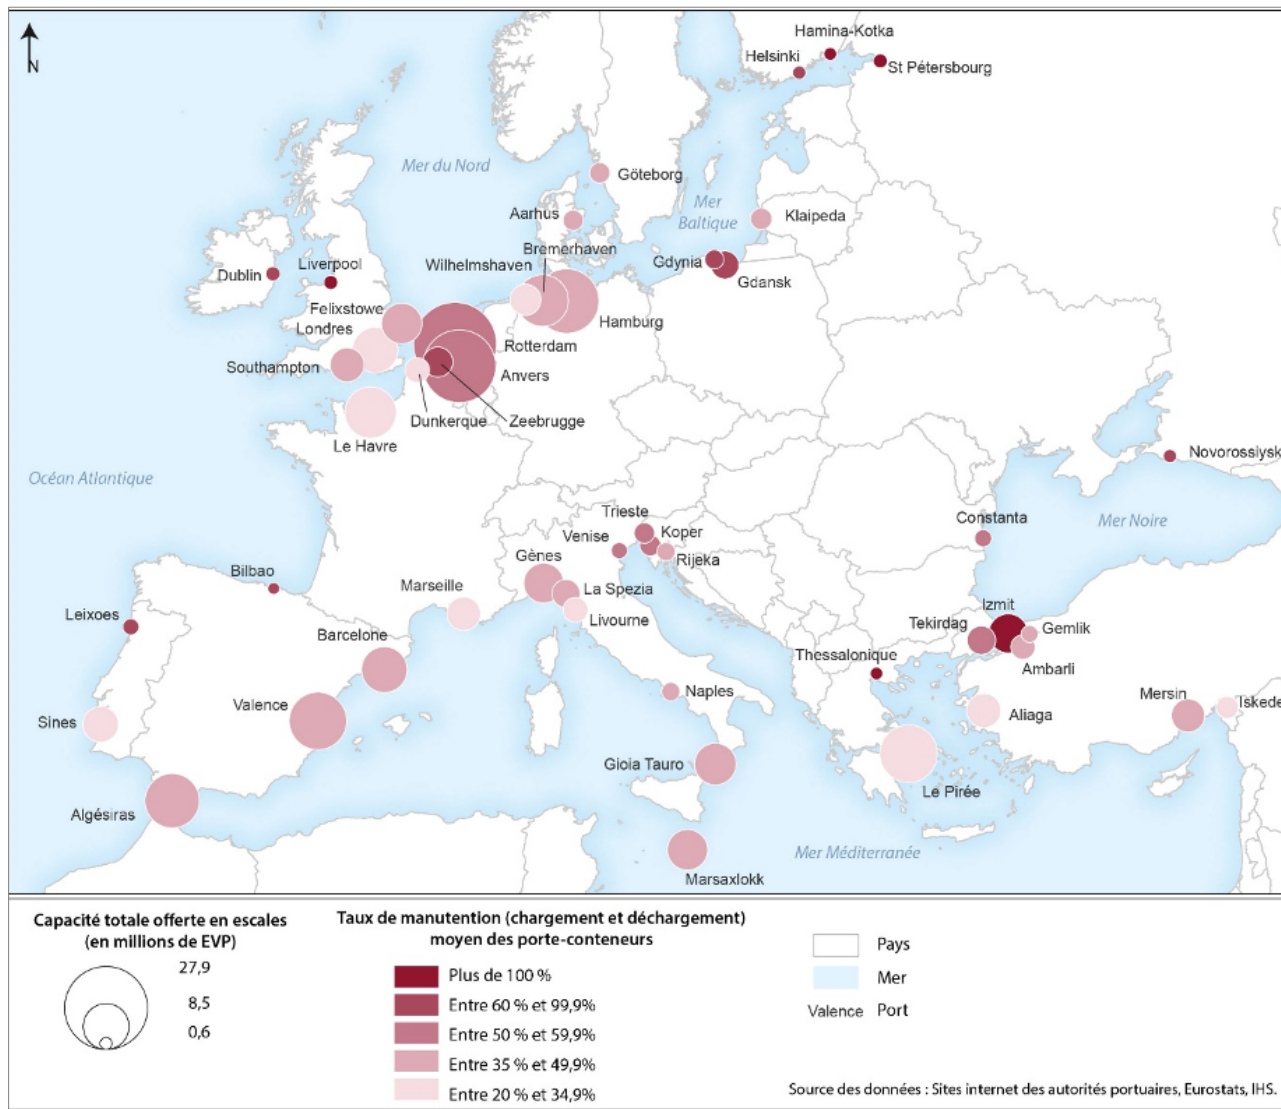 N
Hamina-Kotka
Helsinki
St Pétersbourg
Mer du Nord
Göteborg
Mer
Baltique
Aarhus
Klaipeda
Bremerhaven
Wilhelmshaven
Gdynia
Gdansk
Dublin
Liverpool
Felixstowe
Londres
Hamburg
Rotterdam
Southampton
Anvers
Dunkerque
Zeebrugge
Le Havre
Novorossiysk
Océan Atlantique
Trieste
Constanta
Mer Noire
Venise
Koper
Gènes
Rijeka
Bilbao
Marseille
La Spezia
Leixoes
Livourne
Izmit
Barcelone
Tekirdag
Gemlik
Thessalonique
Ambarli
Naples
Mersin
Tskede
Valence
Sines
Aliaga
Gioia Tauro
Le Pirée
Algésiras
Mer Méditerranée
Marsaxlokk
Capacité totale offerte en escales
(en millions de EVP)
27,9
8,5
0,6
Taux de manutention (chargement et déchargement)
moyen des porte-conteneurs
Plus de 100 %
Entre 60 % et 99,9%
Entre 50 % et 59,9%
Entre 35 % et 49,9%
Entre 20 % et 34,9%
Pays
Mer
Valence Port
Source des données : Sites internet des autorités portuaires, Eurostats, IHS.